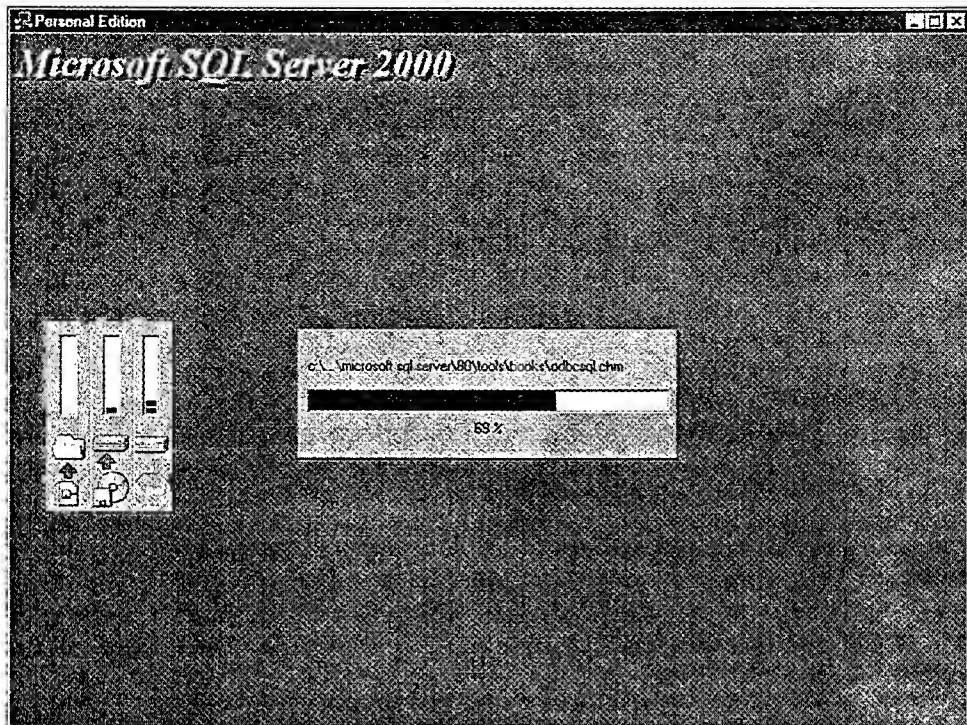 Personal Edition
Microsoft SQL Server 2000
c:\...\microsoft sql server\80\tools\books\odbcsql.chm
69 %